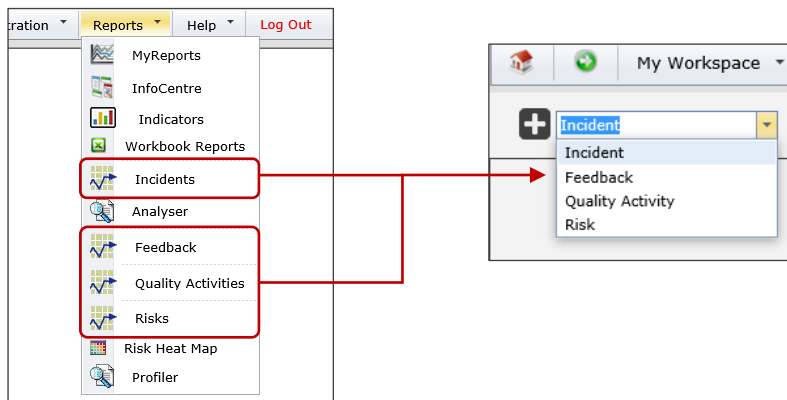 tration Reports Help Log Out
MyReports
InfoCentre
Indicators
Workbook Reports
Incidents
Analyser
Feedback
Quality Activities
Risks
Risk Heat Map
Profiler
My Workspace
Incident
Incident
Feedback
Quality Activity
Risk